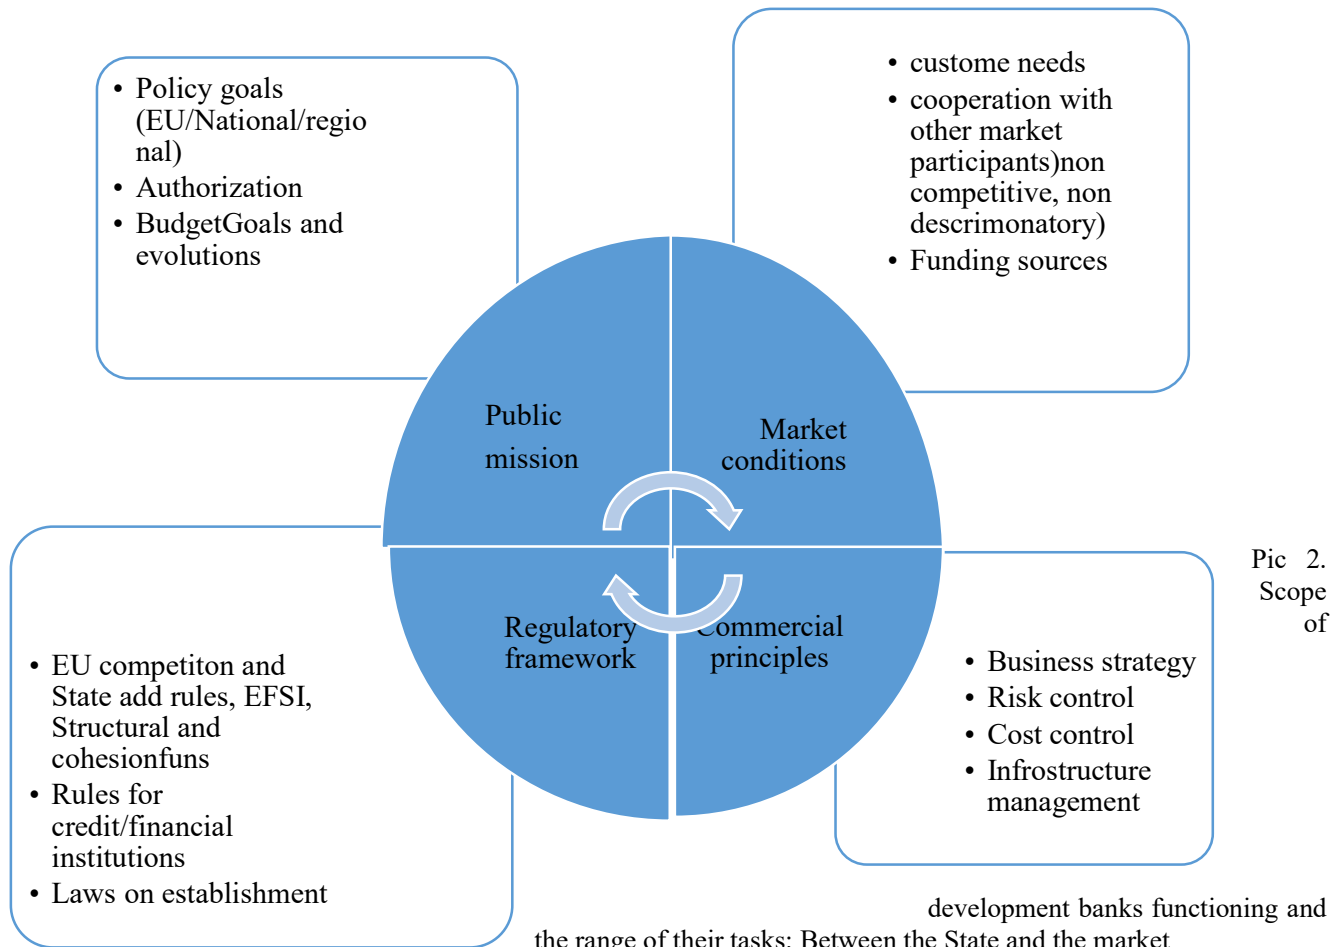 • Policy goals
(EU/National/regio
nal)
• Authorization
• BudgetGoals and
evolutions
• custome needs
• cooperation with
other market
participants)non
competitive, non
descrimonatory)
• Funding sources
Public
mission
Market
conditions
Regulatory
framework
Commercial
principles
• EU competiton and
State add rules, EFSI,
Structural and
cohesionfuns
• Rules for
credit/financial
institutions
• Laws on establishment
• Business strategy
• Risk control
• Cost control
• Infrostructure
management
Pic 2.
Scope
of
development banks functioning and
the range of their tasks: Between the State and the market